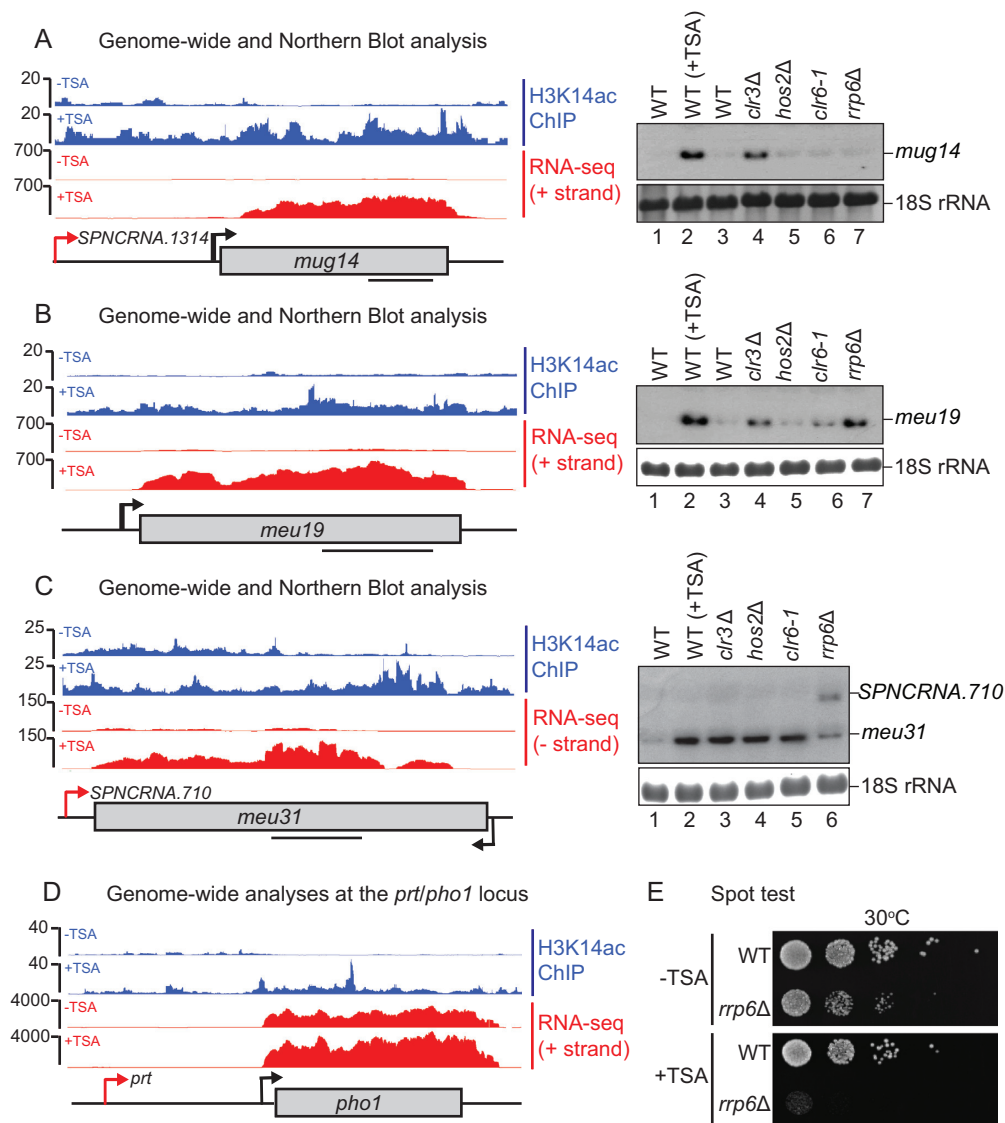 A Genome-wide and Northern Blot analysis
20
-TSA
20
+TSA
H3K14ac
ChIP
700
-TSA
700
+TSA
RNA-seq
(+ strand)
SPNCRNA.1314
mug14
WT
WT (+TSA)
WT
clr3Δ
hos2Δ
clr6-1
rrp6Δ
mug14
18S rRNA
1 2 3 4 5 6 7
B Genome-wide and Northern Blot analysis
20
-TSA
20
+TSA
H3K14ac
ChIP
700
-TSA
700
+TSA
RNA-seq
(+ strand)
meu19
WT
WT (+TSA)
WT
clr3Δ
hos2Δ
clr6-1
rrp6Δ
meu19
18S rRNA
1 2 3 4 5 6 7
C Genome-wide and Northern Blot analysis
25
-TSA
25
+TSA
H3K14ac
ChIP
150
-TSA
150
+TSA
RNA-seq
(- strand)
SPNCRNA.710
meu31
WT
WT (+TSA)
clr3Δ
hos2Δ
clr6-1
rrp6Δ
SPNCRNA.710
meu31
18S rRNA
1 2 3 4 5 6
D Genome-wide analyses at the prt/pho1 locus
40
-TSA
40
+TSA
H3K14ac
ChIP
4000
-TSA
4000
+TSA
RNA-seq
(+ strand)
prt
pho1
E Spot test
30°C
-TSA
WT
rrp6Δ
+TSA
WT
rrp6Δ